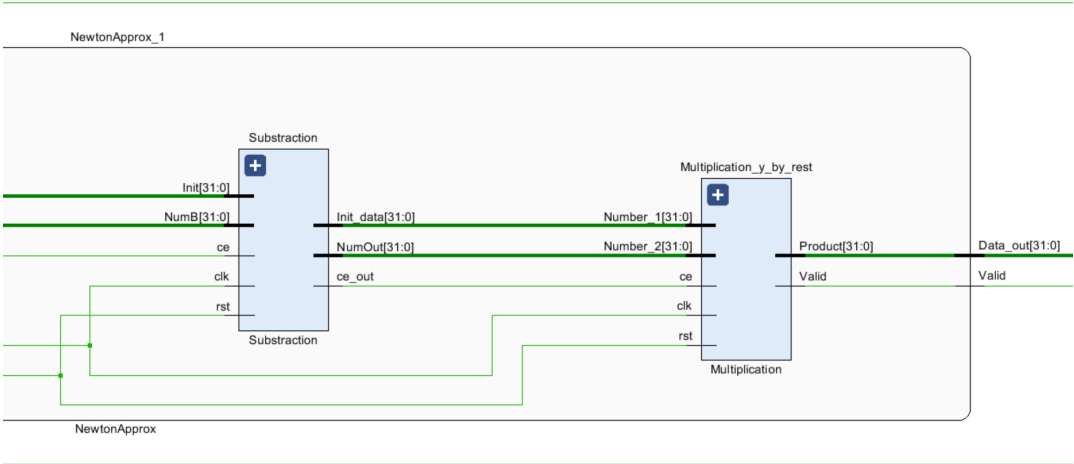 NewtonApprox_1
Substraction
Multiplication_y_by_rest
Init[31:0]
NumB[31:0]
Init_data[31:0]
Number_1[31:0]
ce
NumOut[31:0]
Number_2[31:0]
Product[31:0]
Data_out[31:0]
clk
ce_out
ce
Valid
Valid
rst
clk
Substraction
rst
Multiplication
NewtonApprox